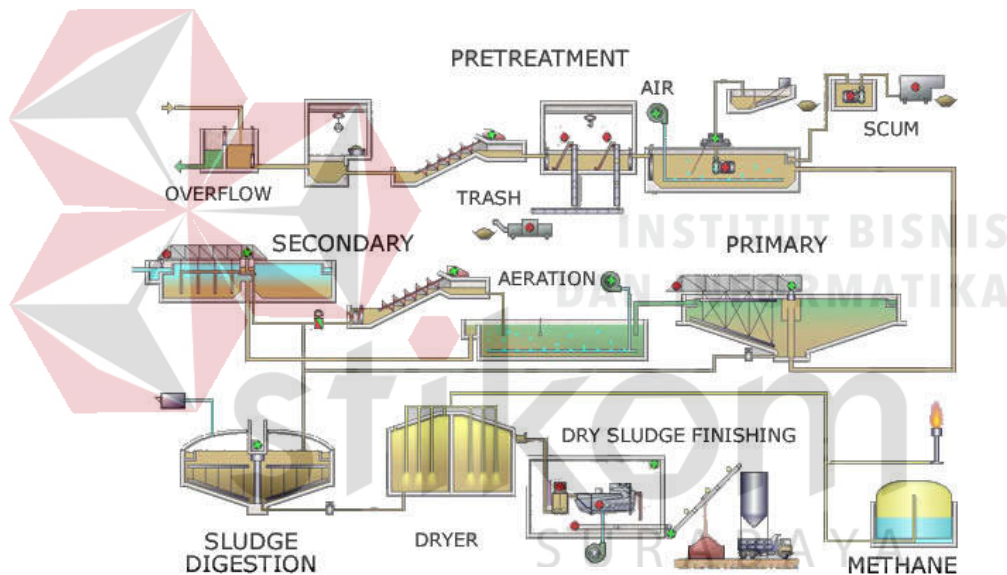 PRETREATMENT
AIR
SCUM
OVERFLOW
TRASH
INSTITUT BISNIS
DAN INFORMATIKA
SECONDARY
PRIMARY
AERATION
stikom
DRY SLUDGE FINISHING
SLUDGE
DIGESTION
DRYER
SURABAYA
METHANE